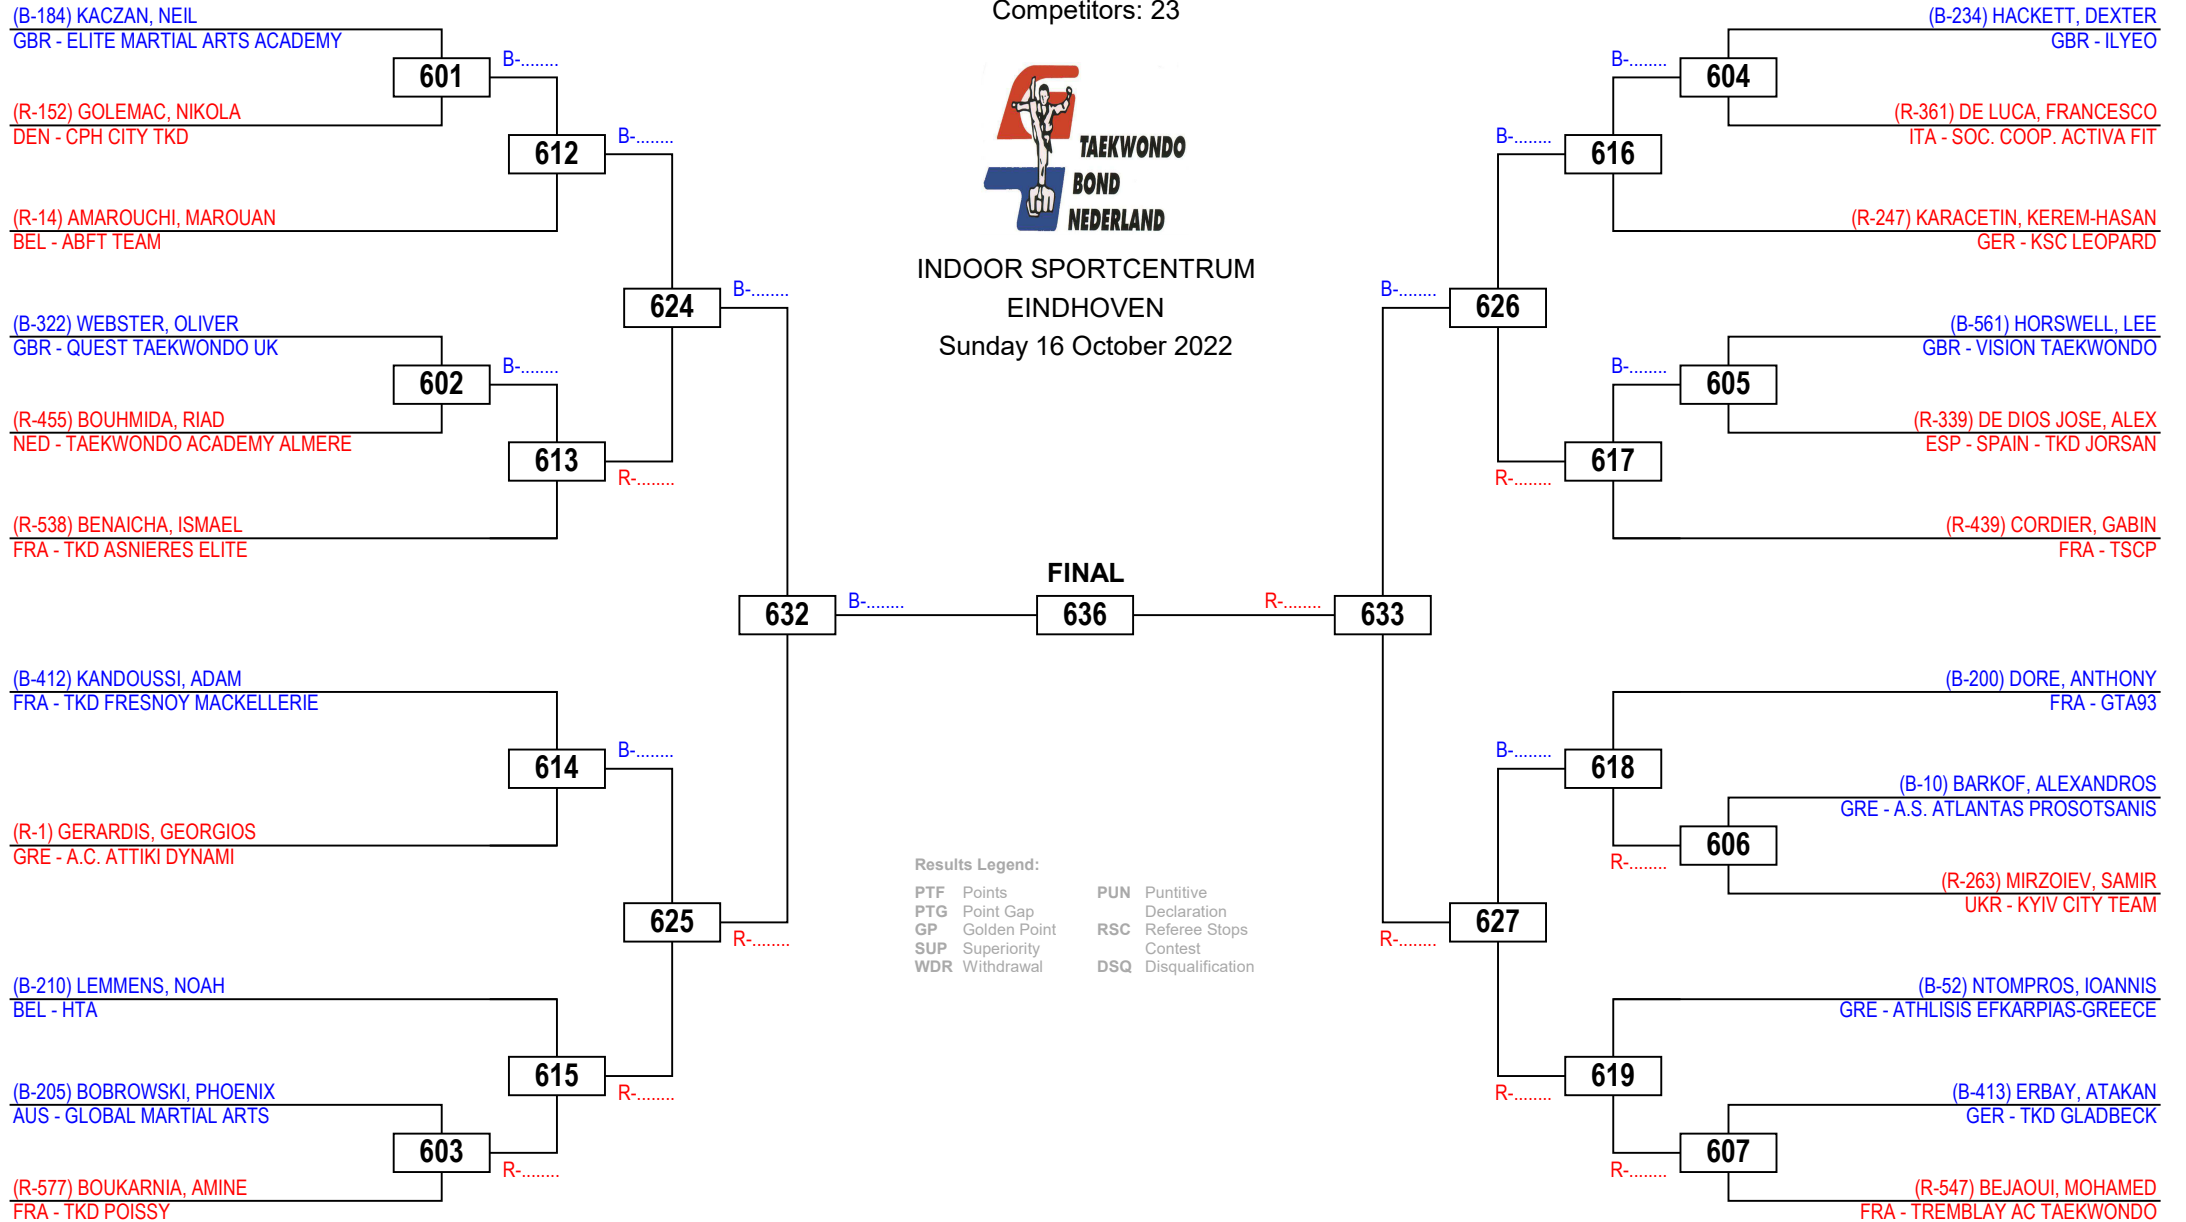 Competitors: 23
TAEKWONDO
BOND
NEDERLAND
INDOOR SPORTCENTRUM
EINDHOVEN
Sunday 16 October 2022
(B-184) KACZAN, NEIL
GBR - ELITE MARTIAL ARTS ACADEMY
601
B-........
(R-152) GOLEMAC, NIKOLA
DEN - CPH CITY TKD
612
B-........
(R-14) AMAROUCHI, MAROUAN
BEL - ABFT TEAM
624
B-........
(B-322) WEBSTER, OLIVER
GBR - QUEST TAEKWONDO UK
602
B-........
(R-455) BOUHMIDA, RIAD
NED - TAEKWONDO ACADEMY ALMERE
613
R-........
(R-538) BENAICHA, ISMAEL
FRA - TKD ASNIERES ELITE
632
B-........
(B-412) KANDOUSSI, ADAM
FRA - TKD FRESNOY MACKELLERIE
614
B-........
(R-1) GERARDIS, GEORGIOS
GRE - A.C. ATTIKI DYNAMI
625
R-........
(B-210) LEMMENS, NOAH
BEL - HTA
615
R-........
(B-205) BOBROWSKI, PHOENIX
AUS - GLOBAL MARTIAL ARTS
603
R-........
(R-577) BOUKARNIA, AMINE
FRA - TKD POISSY
FINAL
636
Results Legend:
PTF Points
PTG Point Gap
GP Golden Point
SUP Superiority
WDR Withdrawal
PUN Puntitive
Declaration
RSC Referee Stops
Contest
DSQ Disqualification
(B-234) HACKETT, DEXTER
GBR - ILYEO
B-........
604
(R-361) DE LUCA, FRANCESCO
ITA - SOC. COOP. ACTIVA FIT
B-........
616
(R-247) KARACETIN, KEREM-HASAN
GER - KSC LEOPARD
B-........
626
(B-561) HORSWELL, LEE
GBR - VISION TAEKWONDO
B-........
605
(R-339) DE DIOS JOSE, ALEX
ESP - SPAIN - TKD JORSAN
R-........
617
(R-439) CORDIER, GABIN
FRA - TSCP
R-........
633
(B-200) DORE, ANTHONY
FRA - GTA93
B-........
618
(B-10) BARKOF, ALEXANDROS
GRE - A.S. ATLANTAS PROSOTSANIS
R-........
606
(R-263) MIRZOIEV, SAMIR
UKR - KYIV CITY TEAM
R-........
627
(B-52) NTOMPROS, IOANNIS
GRE - ATHLISIS EFKARPIAS-GREECE
R-........
619
(B-413) ERBAY, ATAKAN
GER - TKD GLADBECK
R-........
607
(R-547) BEJAOUI, MOHAMED
FRA - TREMBLAY AC TAEKWONDO